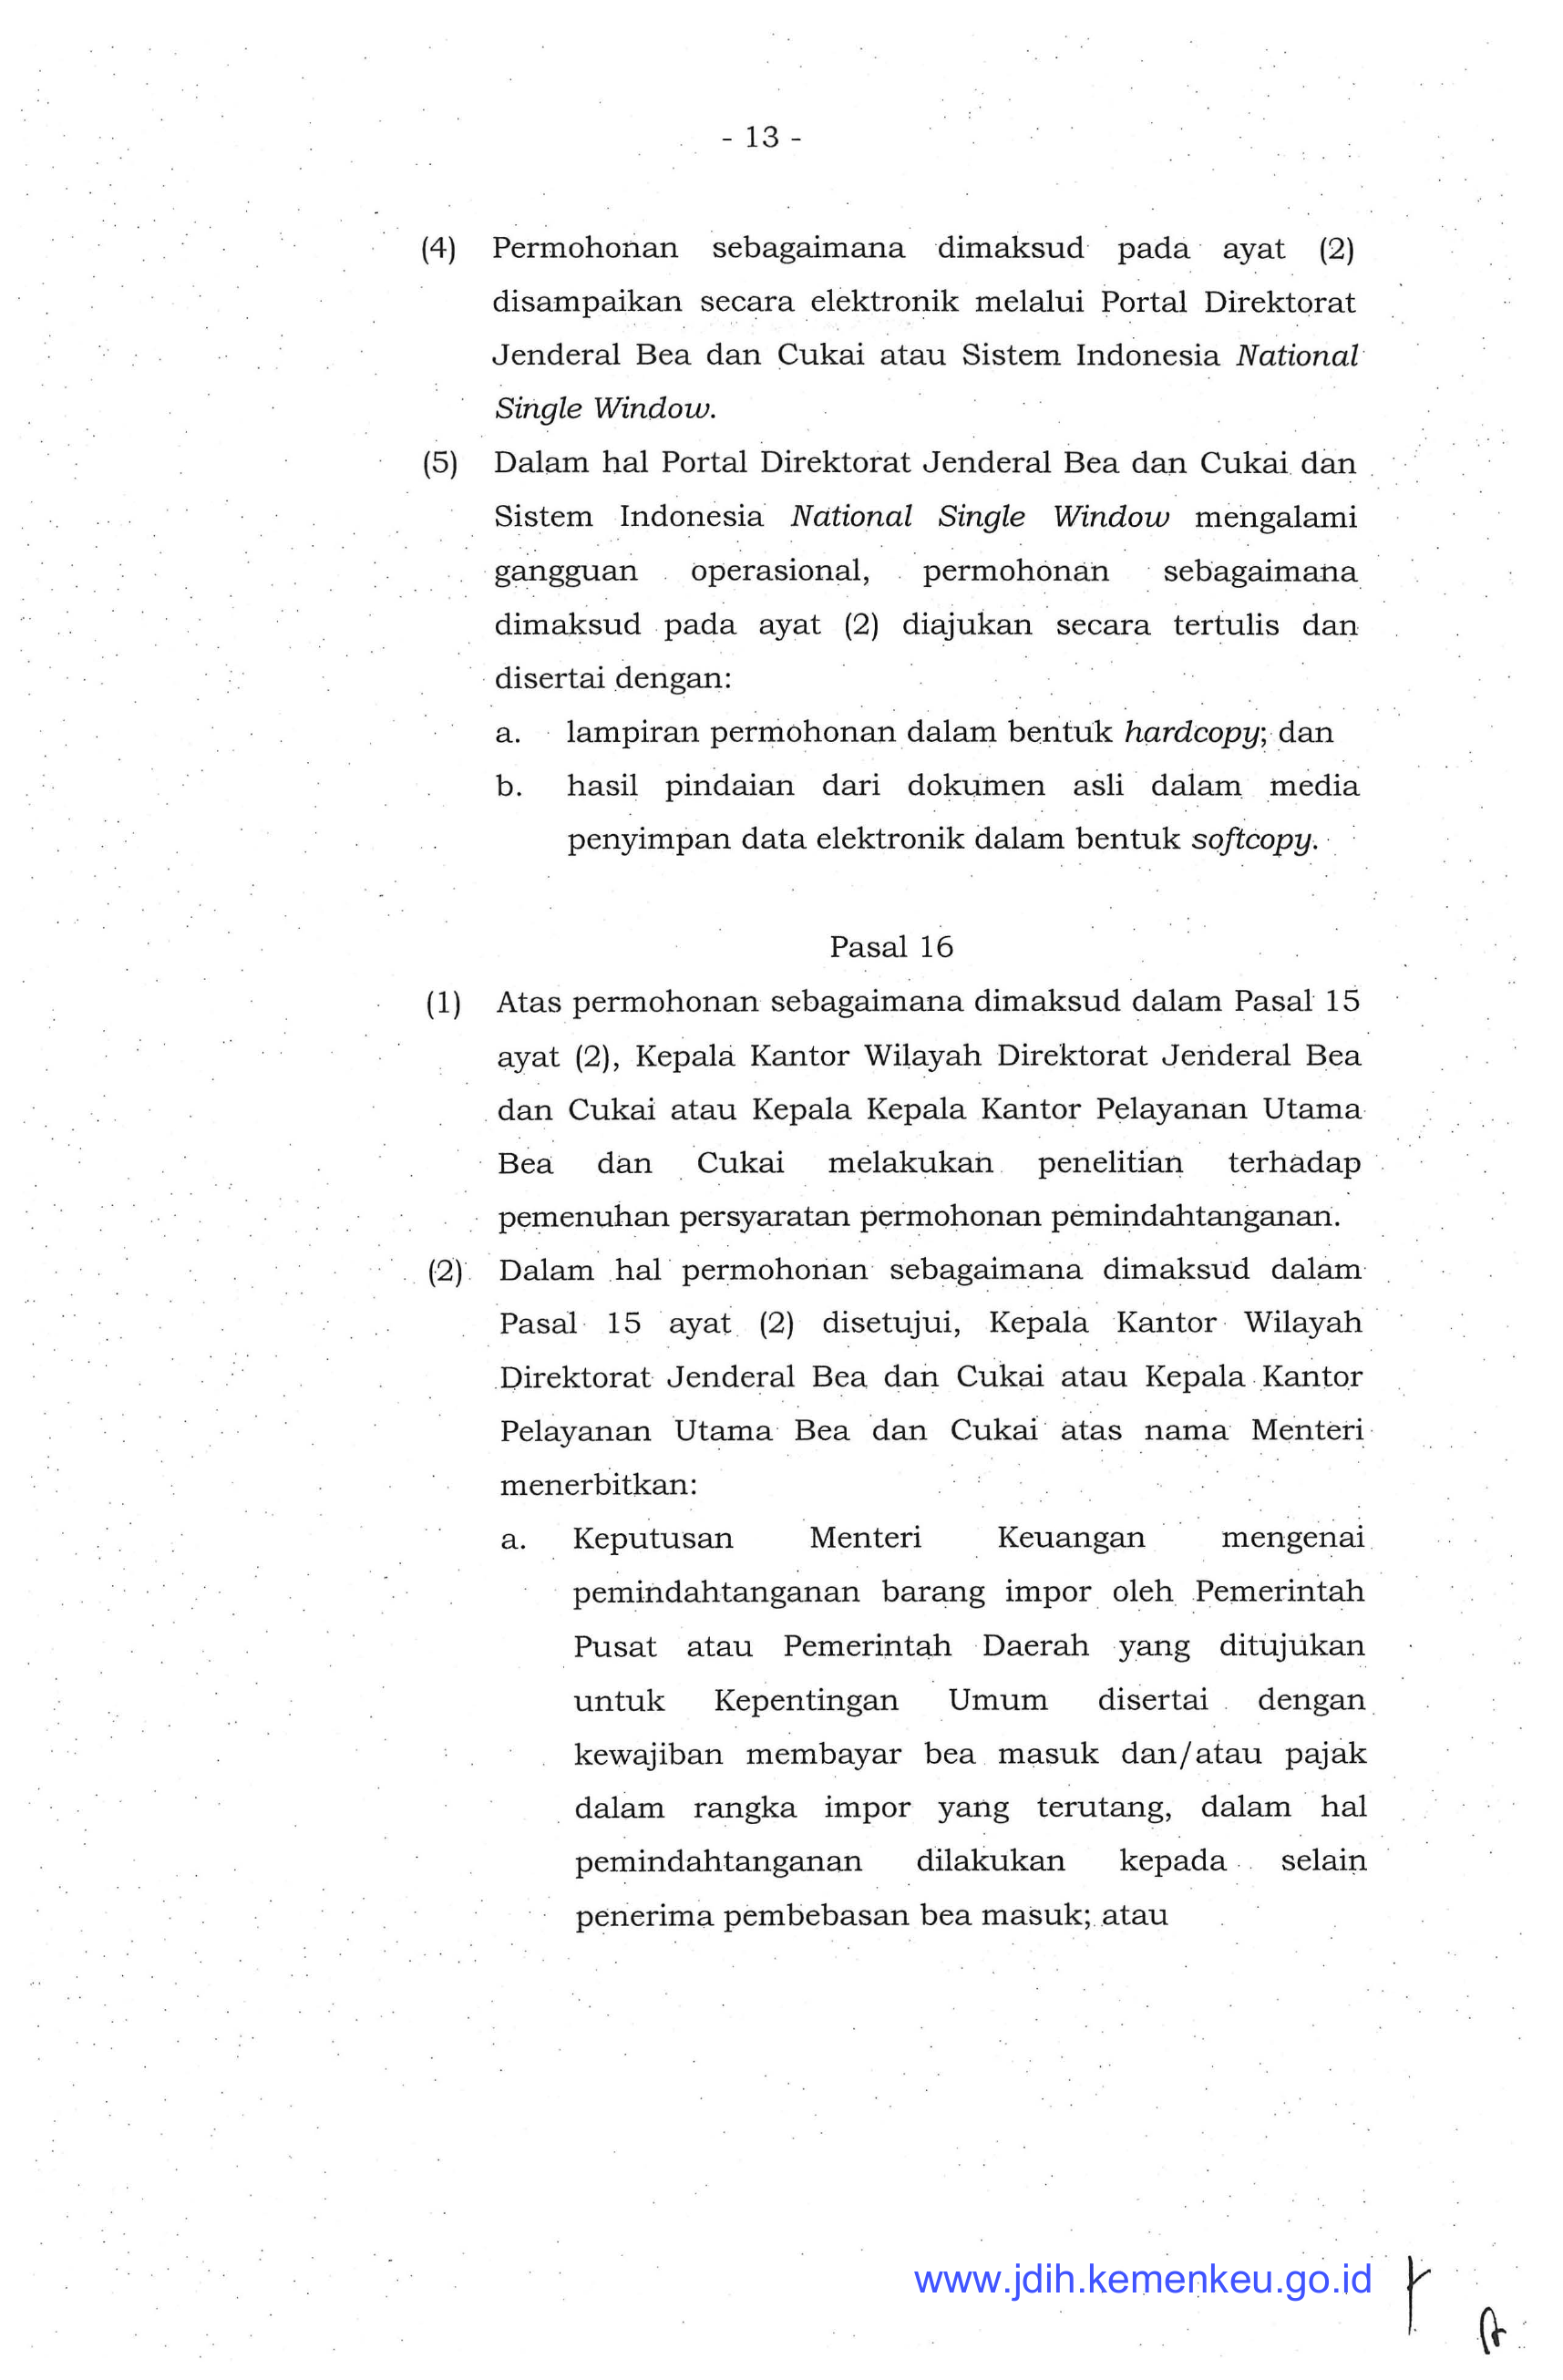 - 13 -
(4) Permohonan sebagaimana dimaksud pada ayat (2)
disampaikan secara elektronik melalui Portal Direktorat
Jenderal Bea dan Cukai atau Sistem Indonesia National
Single Window.
(5) Dalam hal Portal Direktorat Jenderal Bea dan Cukai dan
Sistem Indonesia National Single Window mengalami
gangguan operasional, permohonan sebagaimana
dimaksud pada ayat (2) diajukan secara tertulis dan
disertai dengan:
a. lampiran permohonan dalam bentuk hardcopy; dan
b. hasil pindaian dari dokumen asli dalam media
penyimpan data elektronik dalam bentuk softcopy.
Pasal 16
(1) Atas permohonan sebagaimana dimaksud dalam Pasal 15
ayat (2), Kepala Kantor Wilayah Direktorat Jenderal Bea
dan Cukai atau Kepala Kepala Kantor Pelayanan Utama
Bea dan Cukai melakukan penelitian terhadap
pemenuhan persyaratan permohonan pemindahtanganan.
(2) Dalam hal permohonan sebagaimana dimaksud dalam
Pasal 15 ayat (2) disetujui, Kepala Kantor Wilayah
Direktorat Jenderal Bea dan Cukai atau Kepala Kantor
Pelayanan Utama Bea dan Cukai atas nama Menteri
menerbitkan:
a. Keputusan Menteri Keuangan mengenai
pemindahtanganan barang impor oleh Pemerintah
Pusat atau Pemerintah Daerah yang ditujukan
untuk Kepentingan Umum disertai dengan
kewajiban membayar bea masuk dan/atau pajak
dalam rangka impor yang terutang, dalam hal
pemindahtanganan dilakukan kepada selain
penerima pembebasan bea masuk; atau
www.jdih.kemenkeu.go.id